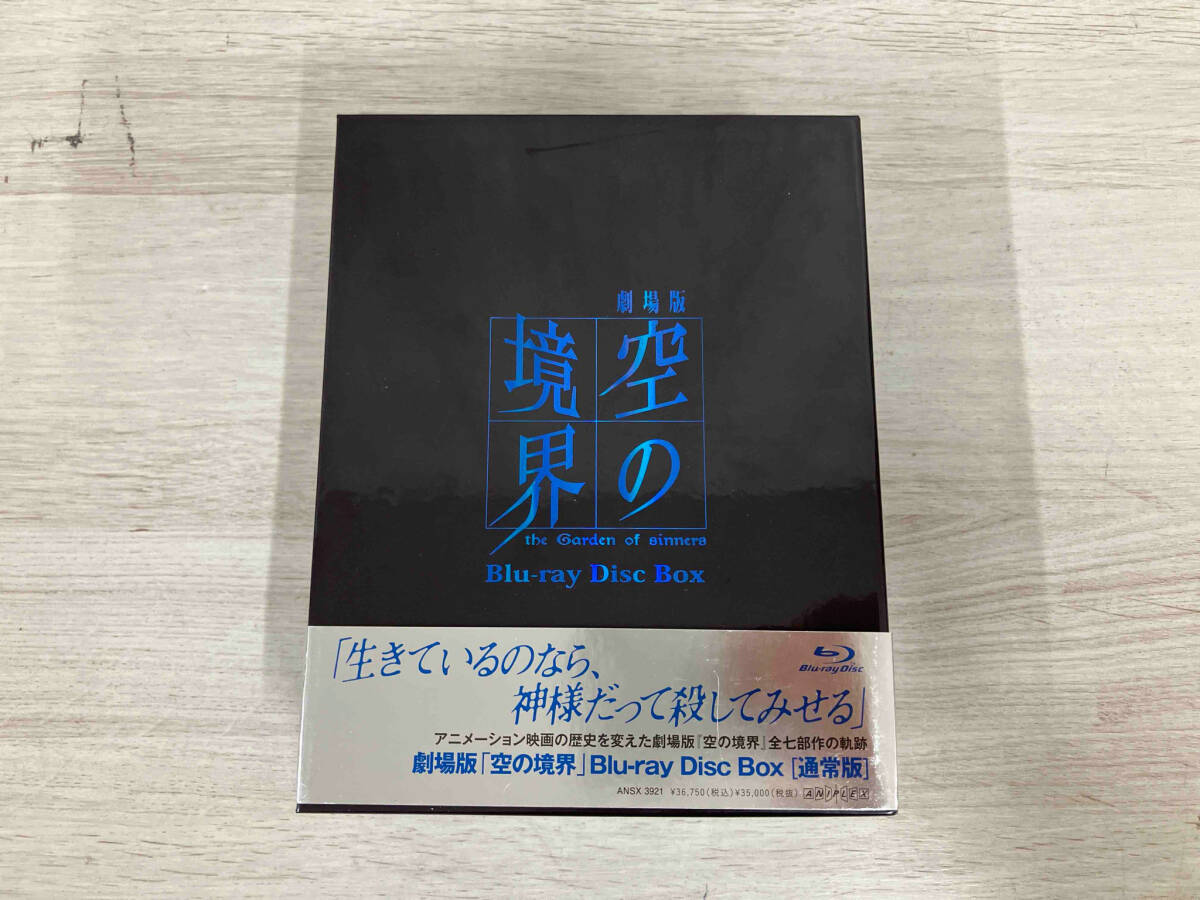 劇場版
空の
境界
the Garden of sinners
Blu-ray Disc Box
「生きているのなら、
神様だって殺してみせる」
Blu-ray Disc
アニメーション映画の歴史を変えた劇場版『空の境界』全七部作の軌跡
劇場版「空の境界」Blu-ray Disc Box [通常版]
ANSX 3921 ¥36,750(税込)¥35,000(税抜) ANIPLEX